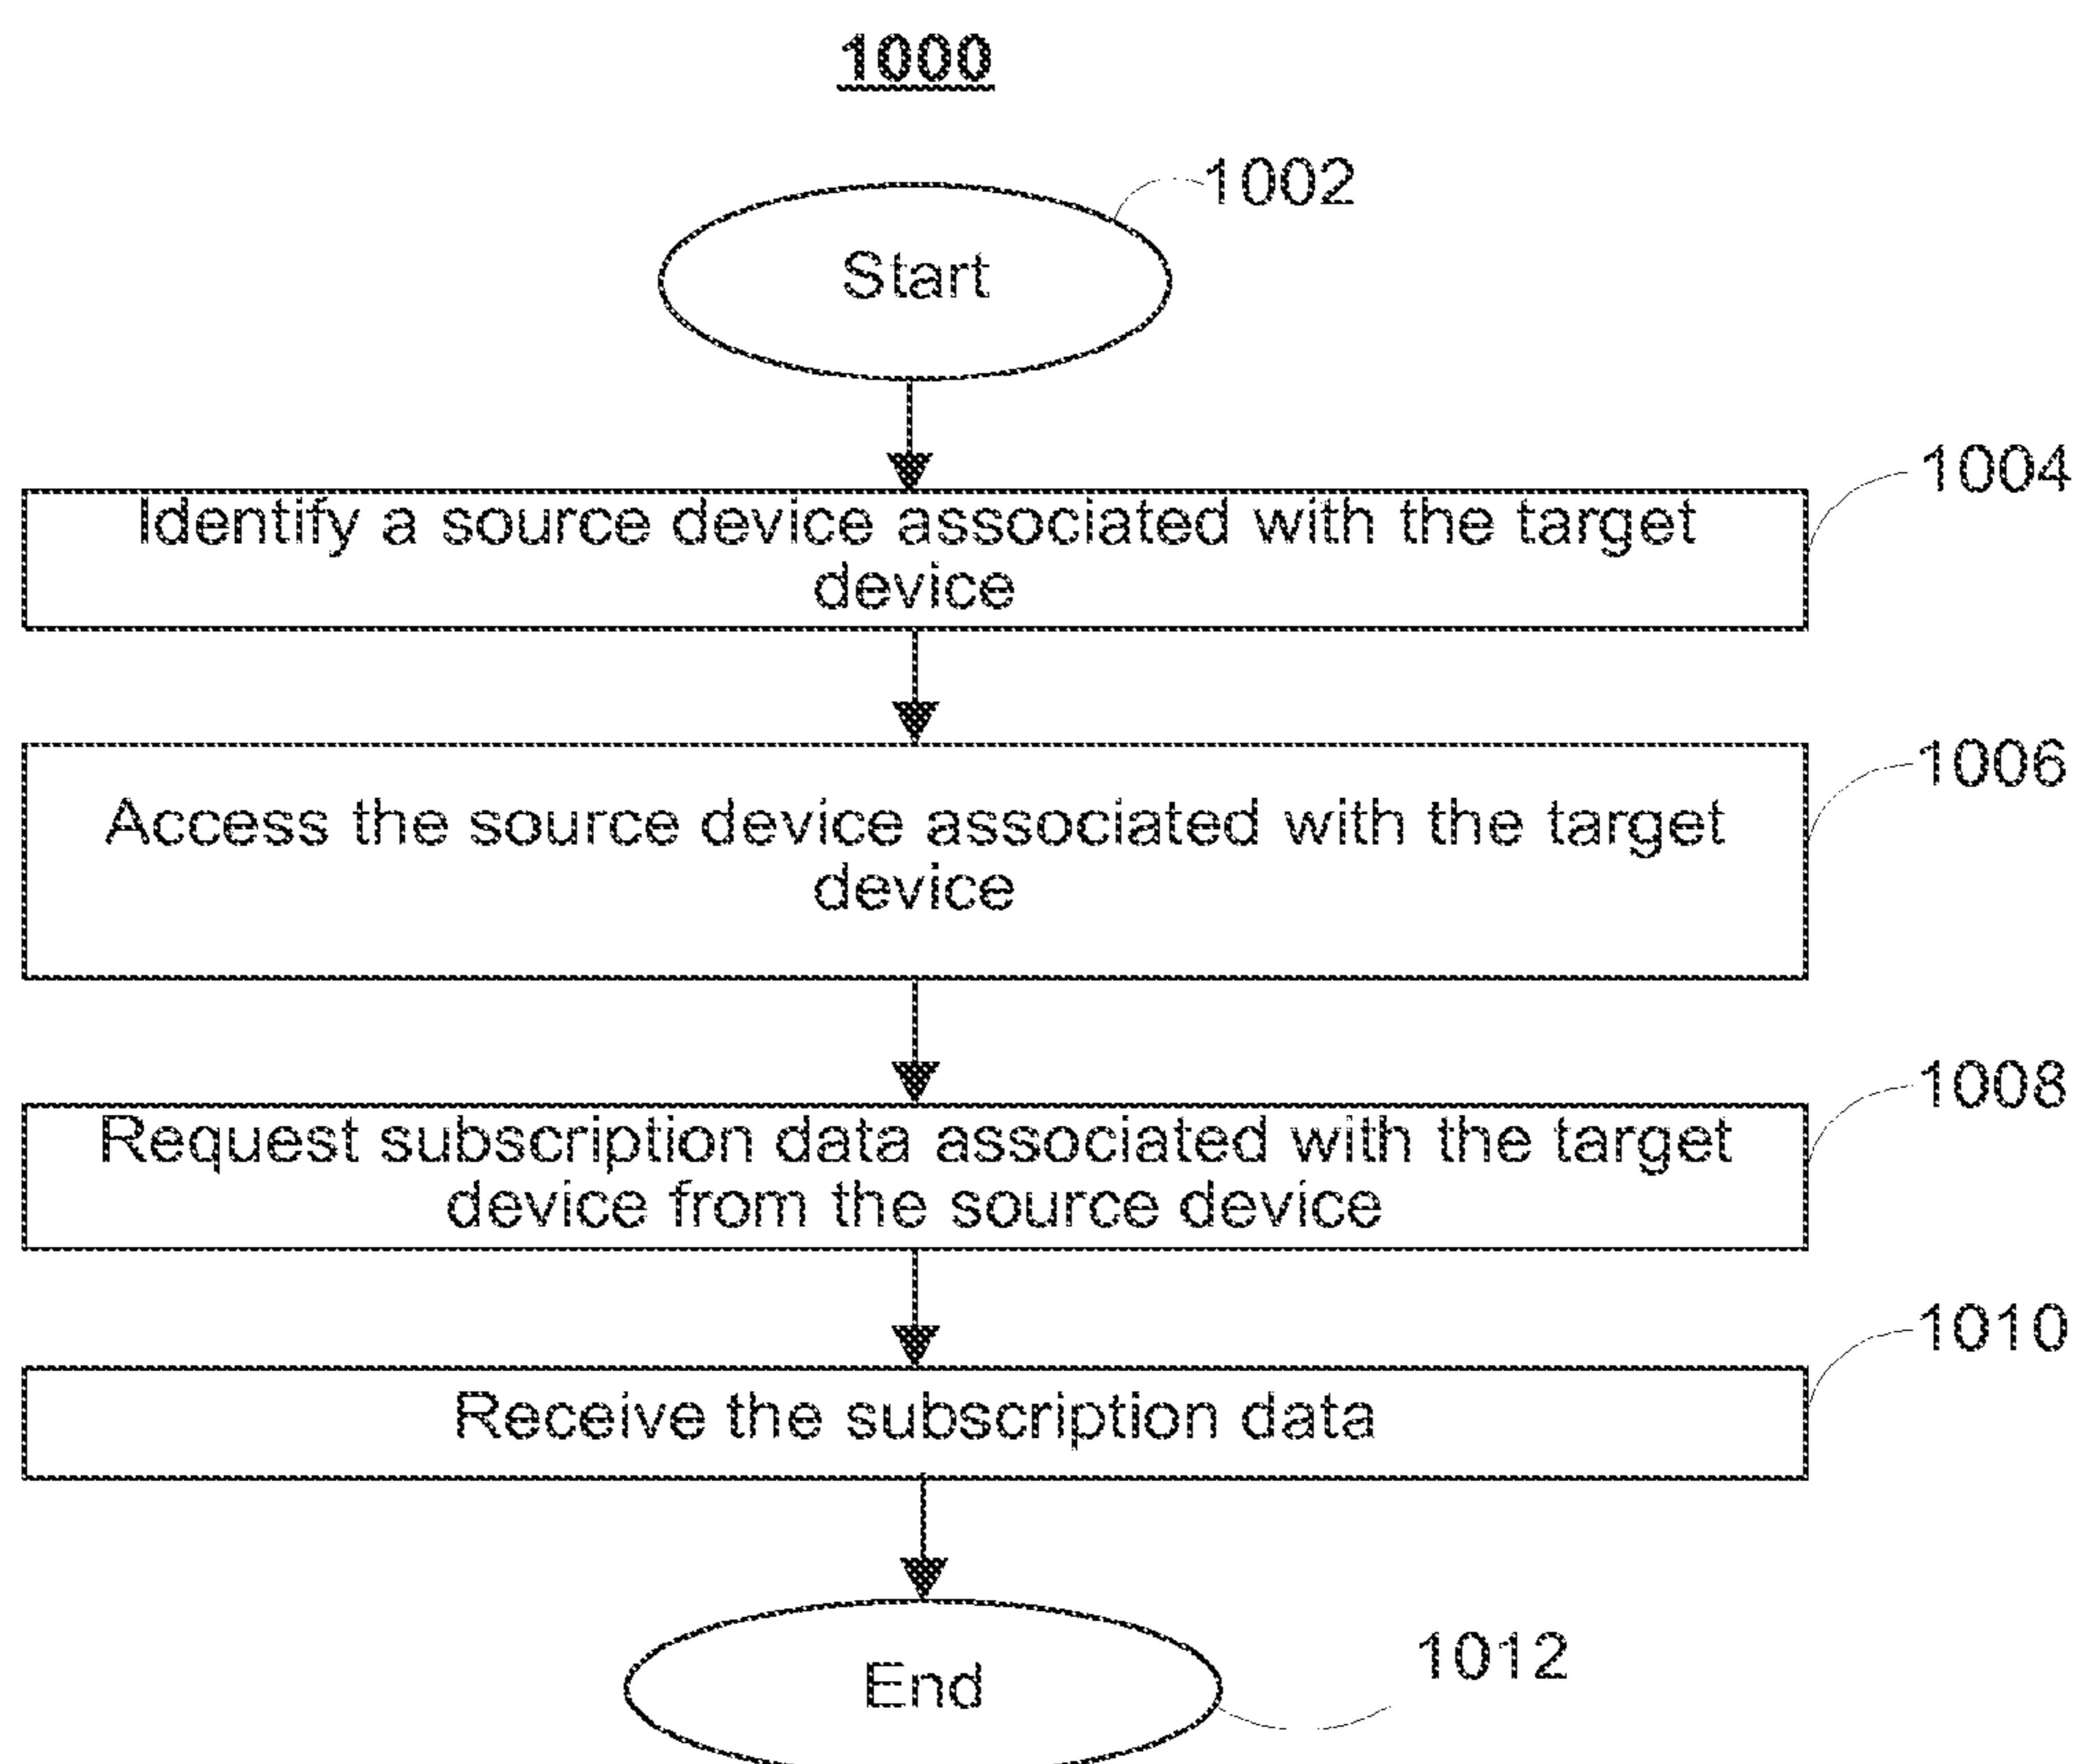 1000
1002
Start
1004
Identify a source device associated with the target
device
1006
Access the source device associated with the target
device
1008
Request subscription data associated with the target
device from the source device
1010
Receive the subscription data
1012
End